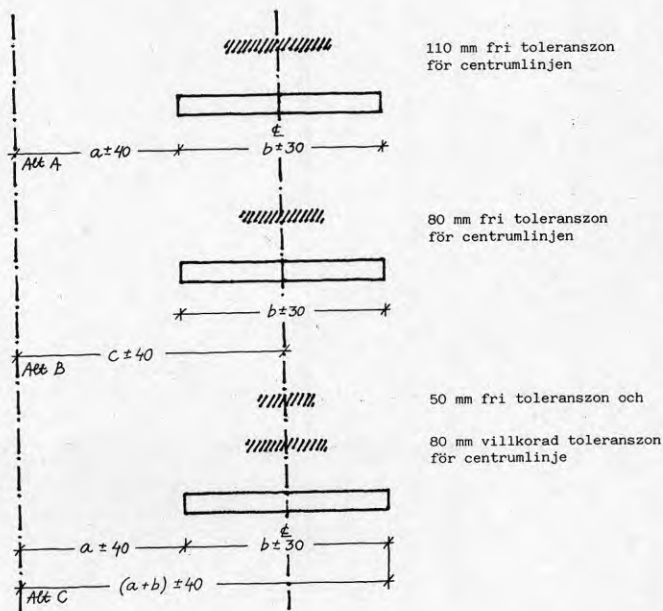 110 mm fri toleranszon
för centrumlinjen
℄
a±40
b±30
Alt A
80 mm fri toleranszon
för centrumlinjen
b±30
c±40
Alt B
50 mm fri toleranszon och
80 mm villkorad toleranszon
för centrumlinje
℄
a±40
b±30
(a+b)±40
Alt C